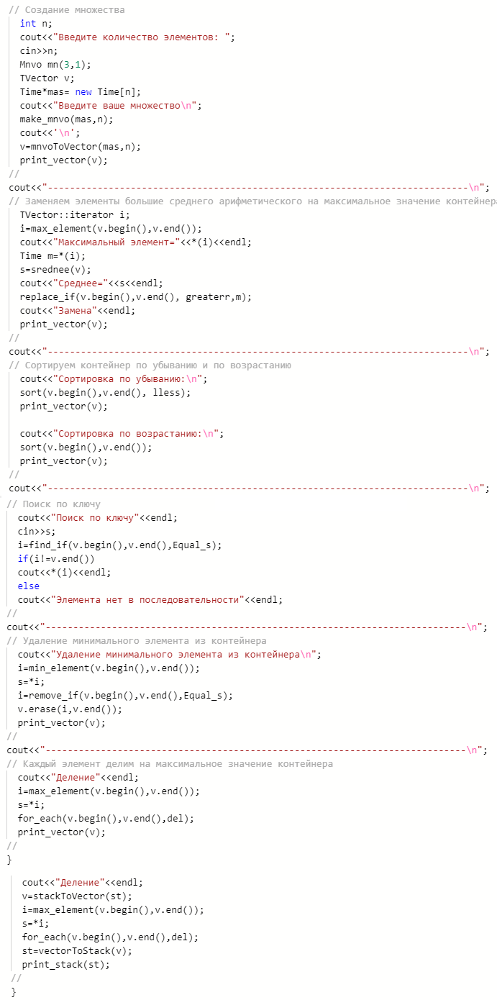 // Создание множества
int n;
cout<<"Введите количество элементов: ";
cin>>n;
Mnvo mn(3,1);
TVector v;
Time*mas= new Time[n];
cout<<"Введите ваше множество\n";
make_mnvo(mas,n);
cout<<'\n';
v=mnvoToVector(mas,n);
print_vector(v);
//
cout<<"-----------------------------------------------------------------------------\n";
// Заменяем элементы большие среднего арифметического на максимальное значение контейнера
TVector::iterator i;
i=max_element(v.begin(),v.end());
cout<<"Максимальный элемент="<<*(i)<<endl;
Time m=*(i);
s=srednee(v);
cout<<"Среднее="<<s<<endl;
replace_if(v.begin(),v.end(), greaterr,m);
cout<<"Замена"<<endl;
print_vector(v);
//
cout<<"-----------------------------------------------------------------------------\n";
// Сортируем контейнер по убыванию и по возрастанию
cout<<"Сортировка по убыванию:\n";
sort(v.begin(),v.end(), lless);
print_vector(v);
cout<<"Сортировка по возрастанию:\n";
sort(v.begin(),v.end());
print_vector(v);
//
cout<<"-----------------------------------------------------------------------------\n";
// Поиск по ключу
cout<<"Поиск по ключу"<<endl;
cin>>s;
i=find_if(v.begin(),v.end(),Equal_s);
if(i!=v.end())
cout<<*(i)<<endl;
else
cout<<"Элемента нет в последовательности"<<endl;
//
cout<<"-----------------------------------------------------------------------------\n";
// Удаление минимального элемента из контейнера
cout<<"Удаление минимального элемента из контейнера\n";
i=min_element(v.begin(),v.end());
s=*i;
i=remove_if(v.begin(),v.end(),Equal_s);
v.erase(i,v.end());
print_vector(v);
//
cout<<"-----------------------------------------------------------------------------\n";
// Каждый элемент делим на максимальное значение контейнера
cout<<"Деление"<<endl;
i=max_element(v.begin(),v.end());
s=*i;
for_each(v.begin(),v.end(),del);
print_vector(v);
//
}
cout<<"Деление"<<endl;
v=stackToVector(st);
i=max_element(v.begin(),v.end());
s=*i;
for_each(v.begin(),v.end(),del);
st=vectorToStack(v);
print_stack(st);
//
}